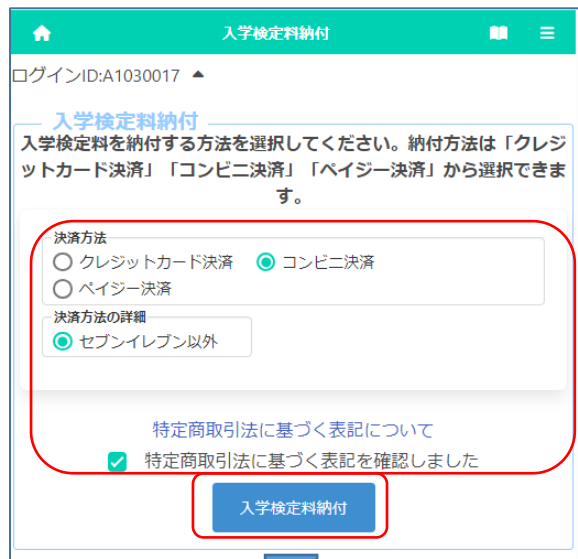 入学検定料納付
ログインID:A1030017 ▲
入学検定料納付
入学検定料を納付する方法を選択してください。納付方法は「クレジ
ットカード決済」「コンビニ決済」「ペイジー決済」から選択できま
す。
決済方法
クレジットカード決済 コンビニ決済
ペイジー決済
決済方法の詳細
セブンイレブン以外
特定商取引法に基づく表記について
特定商取引法に基づく表記を確認しました
入学検定料納付